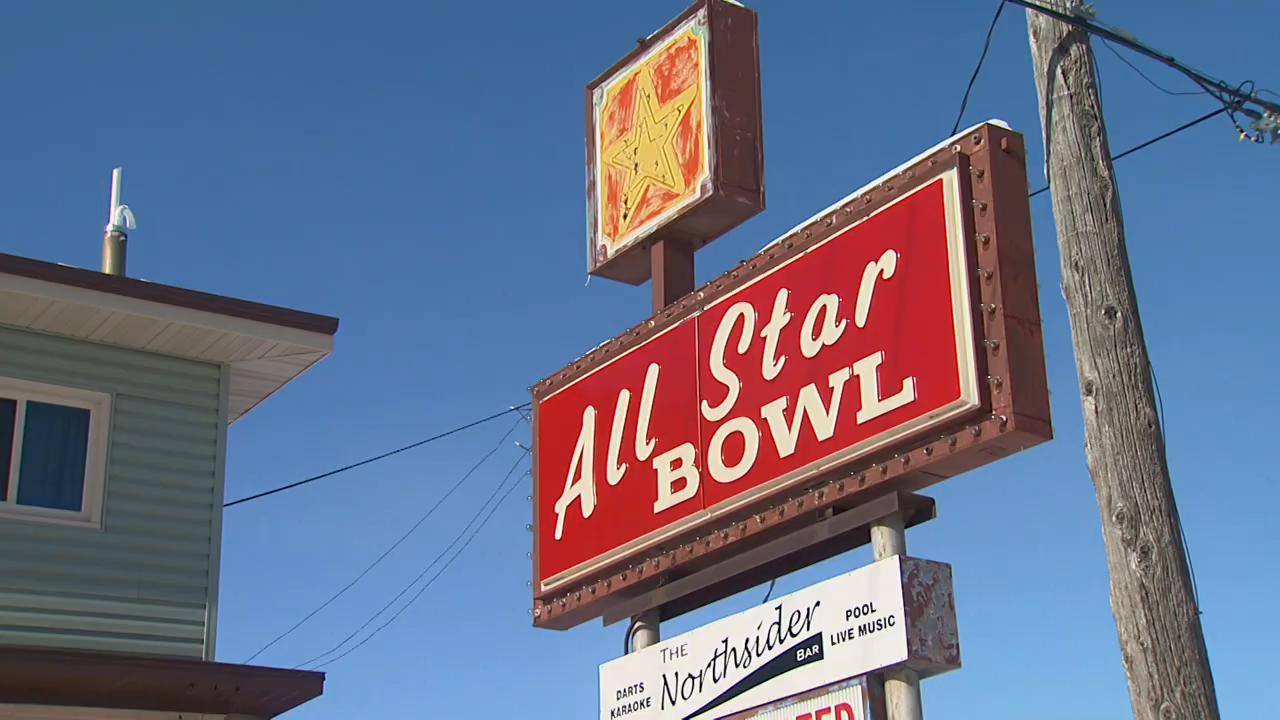 All Star
BOWL
THE
Northsider
BAR
DARTS
KARAOKE
POOL
LIVE MUSIC